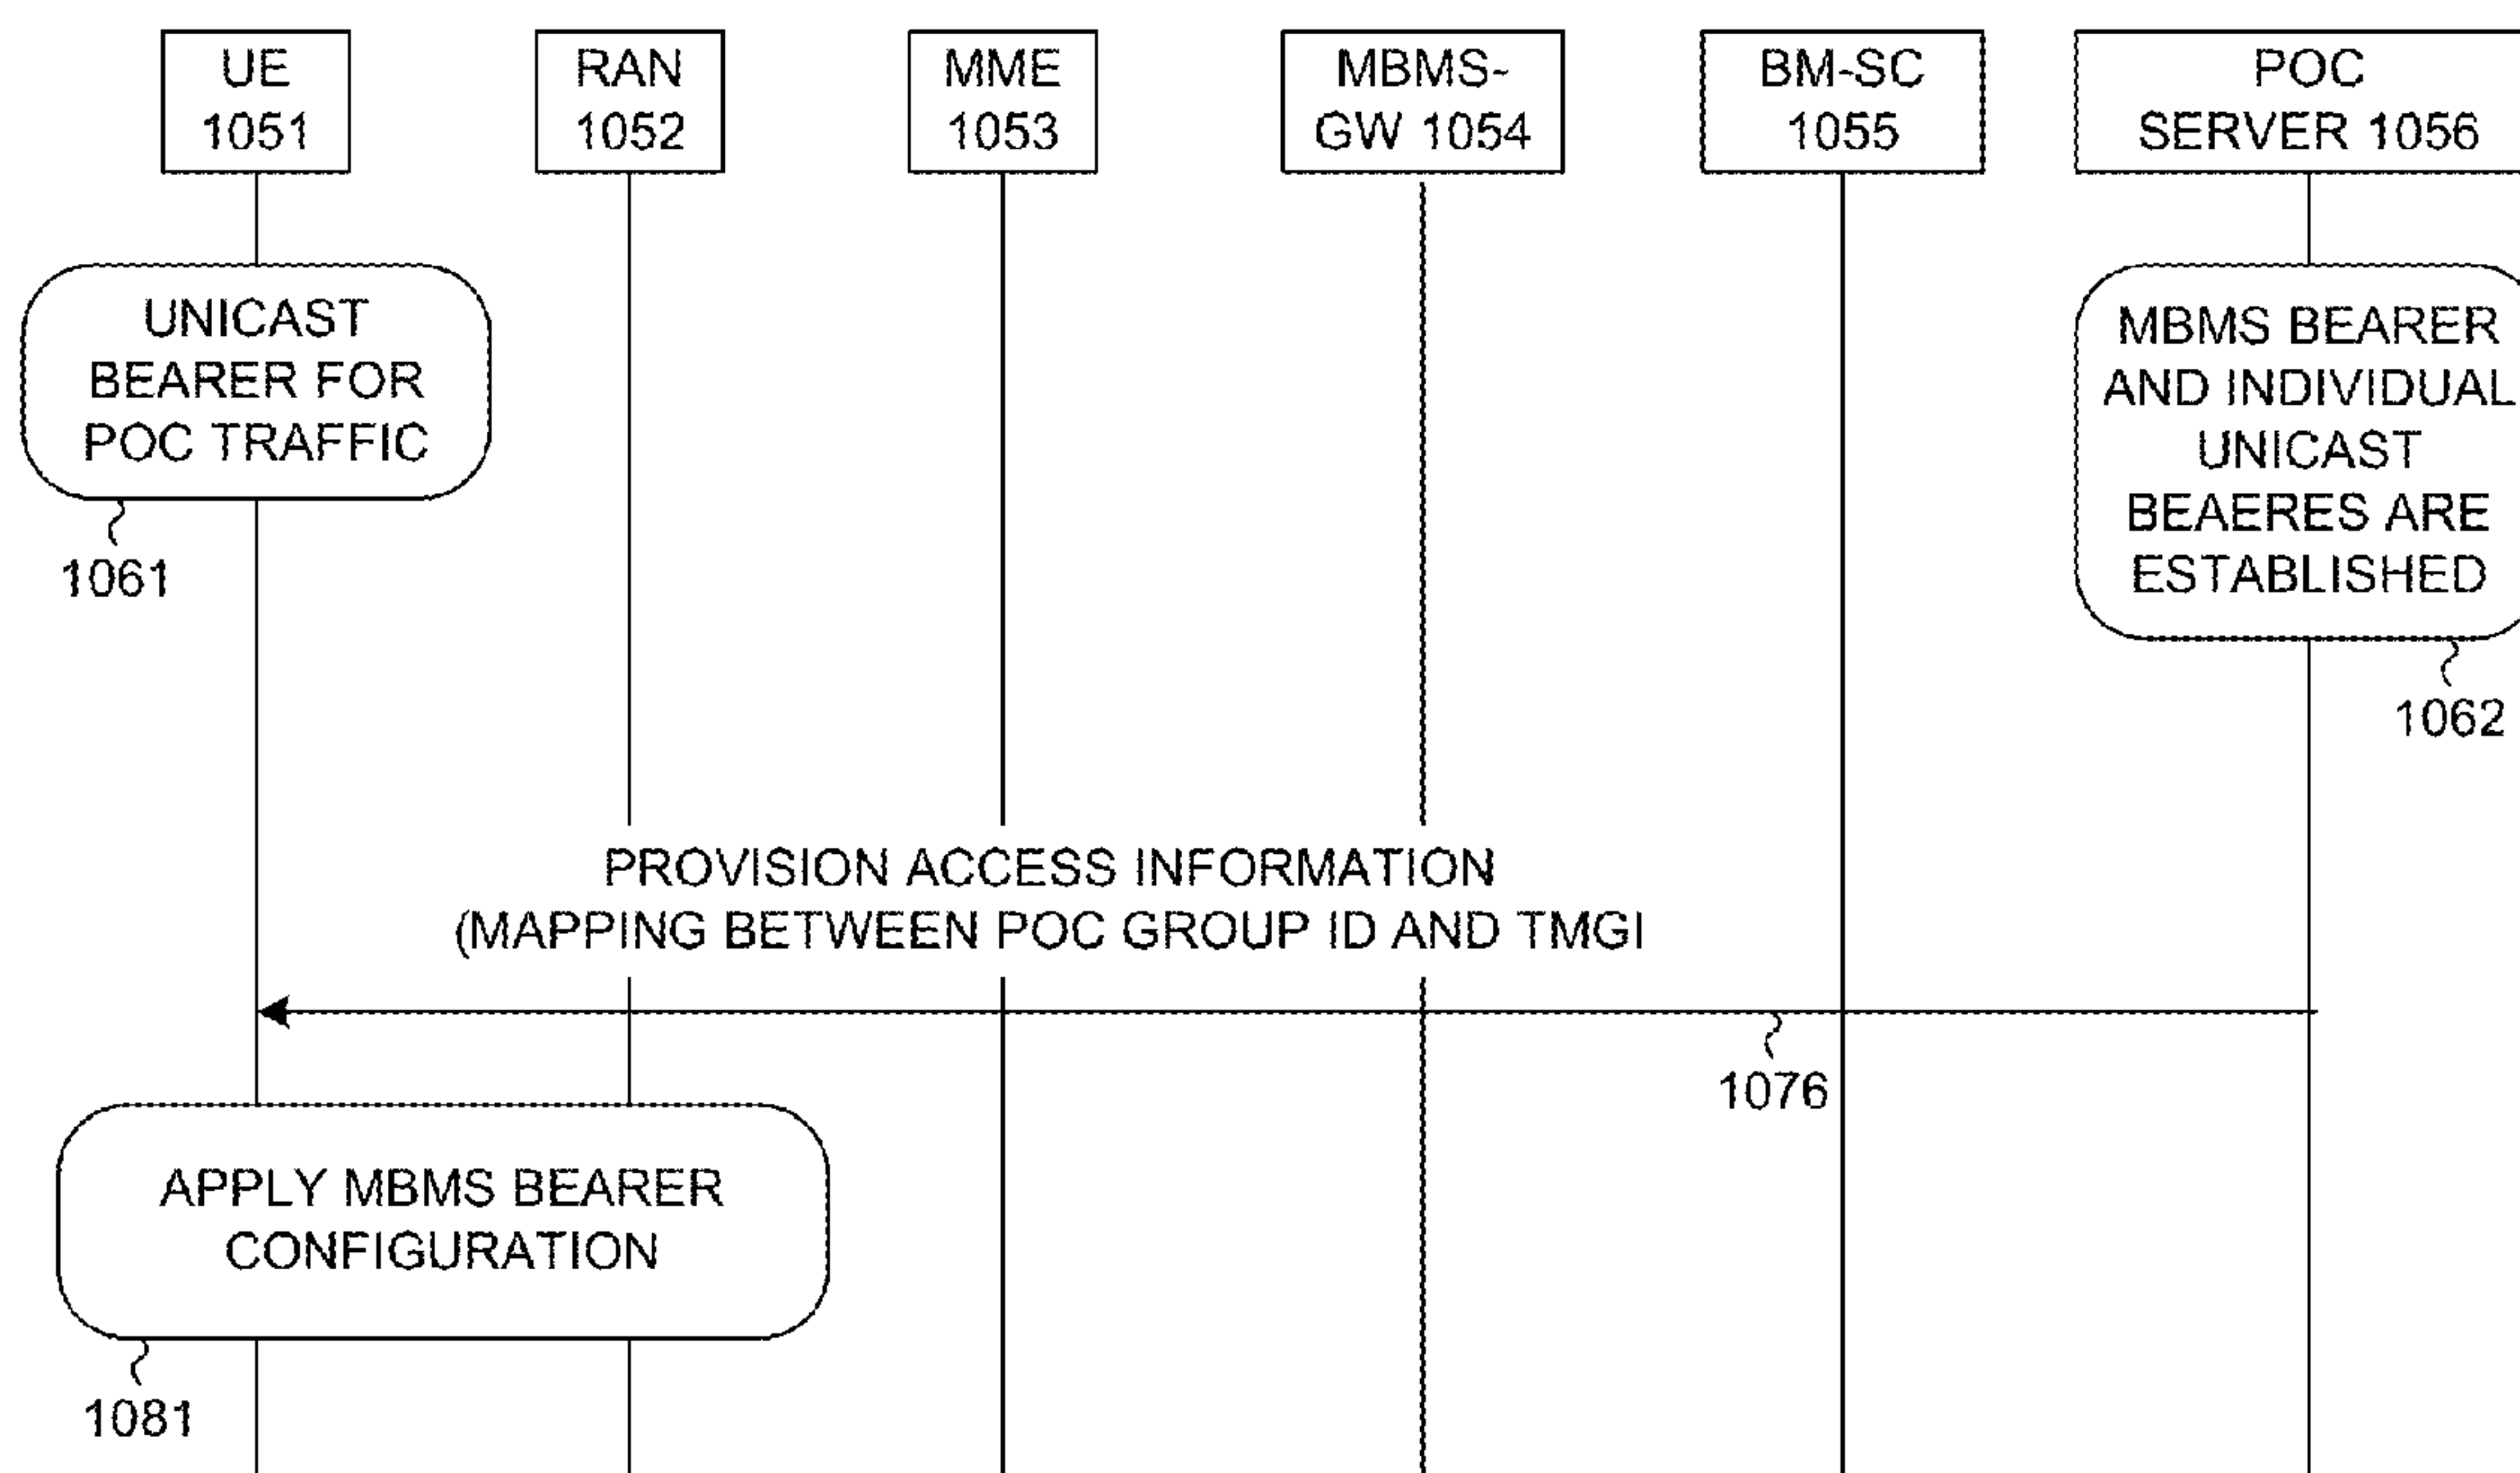 UE
1051
RAN
1052
MME
1053
MBMS-
GW 1054
BM-SC
1055
POC
SERVER 1056
UNICAST
BEARER FOR
POC TRAFFIC
1061
MBMS BEARER
AND INDIVIDUAL
UNICAST
BEAERES ARE
ESTABLISHED
1062
PROVISION ACCESS INFORMATION
(MAPPING BETWEEN POC GROUP ID AND TMGI
1076
APPLY MBMS BEARER
CONFIGURATION
1081